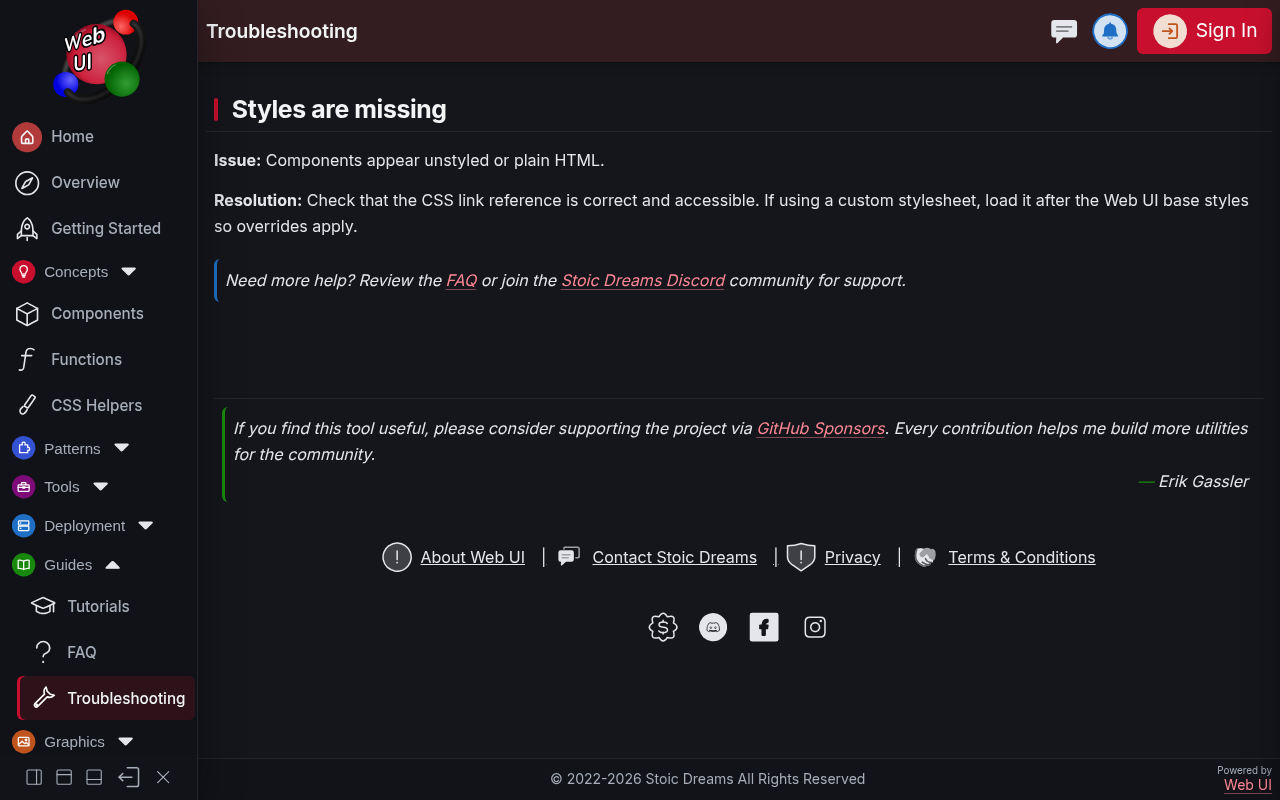 Web
UI
Home
Overview
Getting Started
Concepts
Components
Functions
CSS Helpers
Patterns
Tools
Deployment
Guides
Tutorials
FAQ
Troubleshooting
Graphics
Troubleshooting
Sign In
Styles are missing
Issue: Components appear unstyled or plain HTML.
Resolution: Check that the CSS link reference is correct and accessible. If using a custom stylesheet, load it after the Web UI base styles
so overrides apply.
Need more help? Review the FAQ or join the Stoic Dreams Discord community for support.
If you find this tool useful, please consider supporting the project via GitHub Sponsors. Every contribution helps me build more utilities
for the community.
— Erik Gassler
About Web UI | Contact Stoic Dreams | Privacy | Terms & Conditions
© 2022-2026 Stoic Dreams All Rights Reserved
Powered by
Web UI